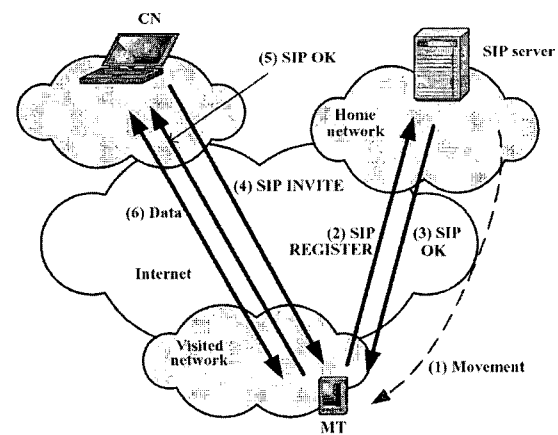 CN
(5) SIP OK
SIP server
Home
network
(4) SIP INVITE
(6) Data
(2) SIP
REGISTER
(3) SIP
OK
Internet
Visited
network
(1) Movement
MT